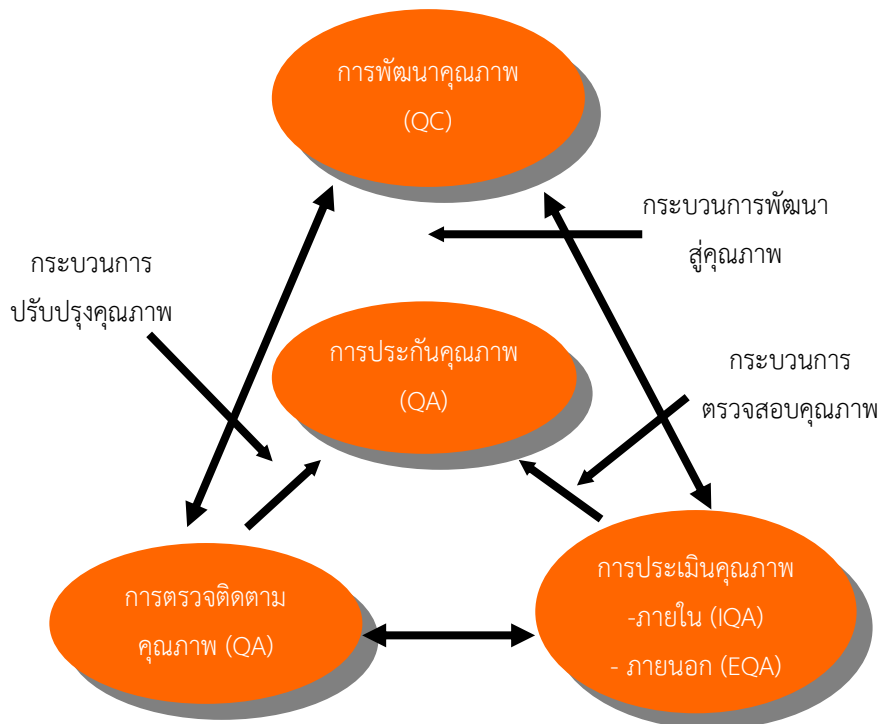 การพัฒนาคุณภาพ
(QC)
กระบวนการพัฒนา
สู่คุณภาพ
กระบวนการ
ปรับปรุงคุณภาพ
การประกันคุณภาพ
(QA)
กระบวนการ
ตรวจสอบคุณภาพ
การตรวจติดตาม
คุณภาพ (QA)
การประเมินคุณภาพ
-ภายใน (IQA)
- ภายนอก (EQA)